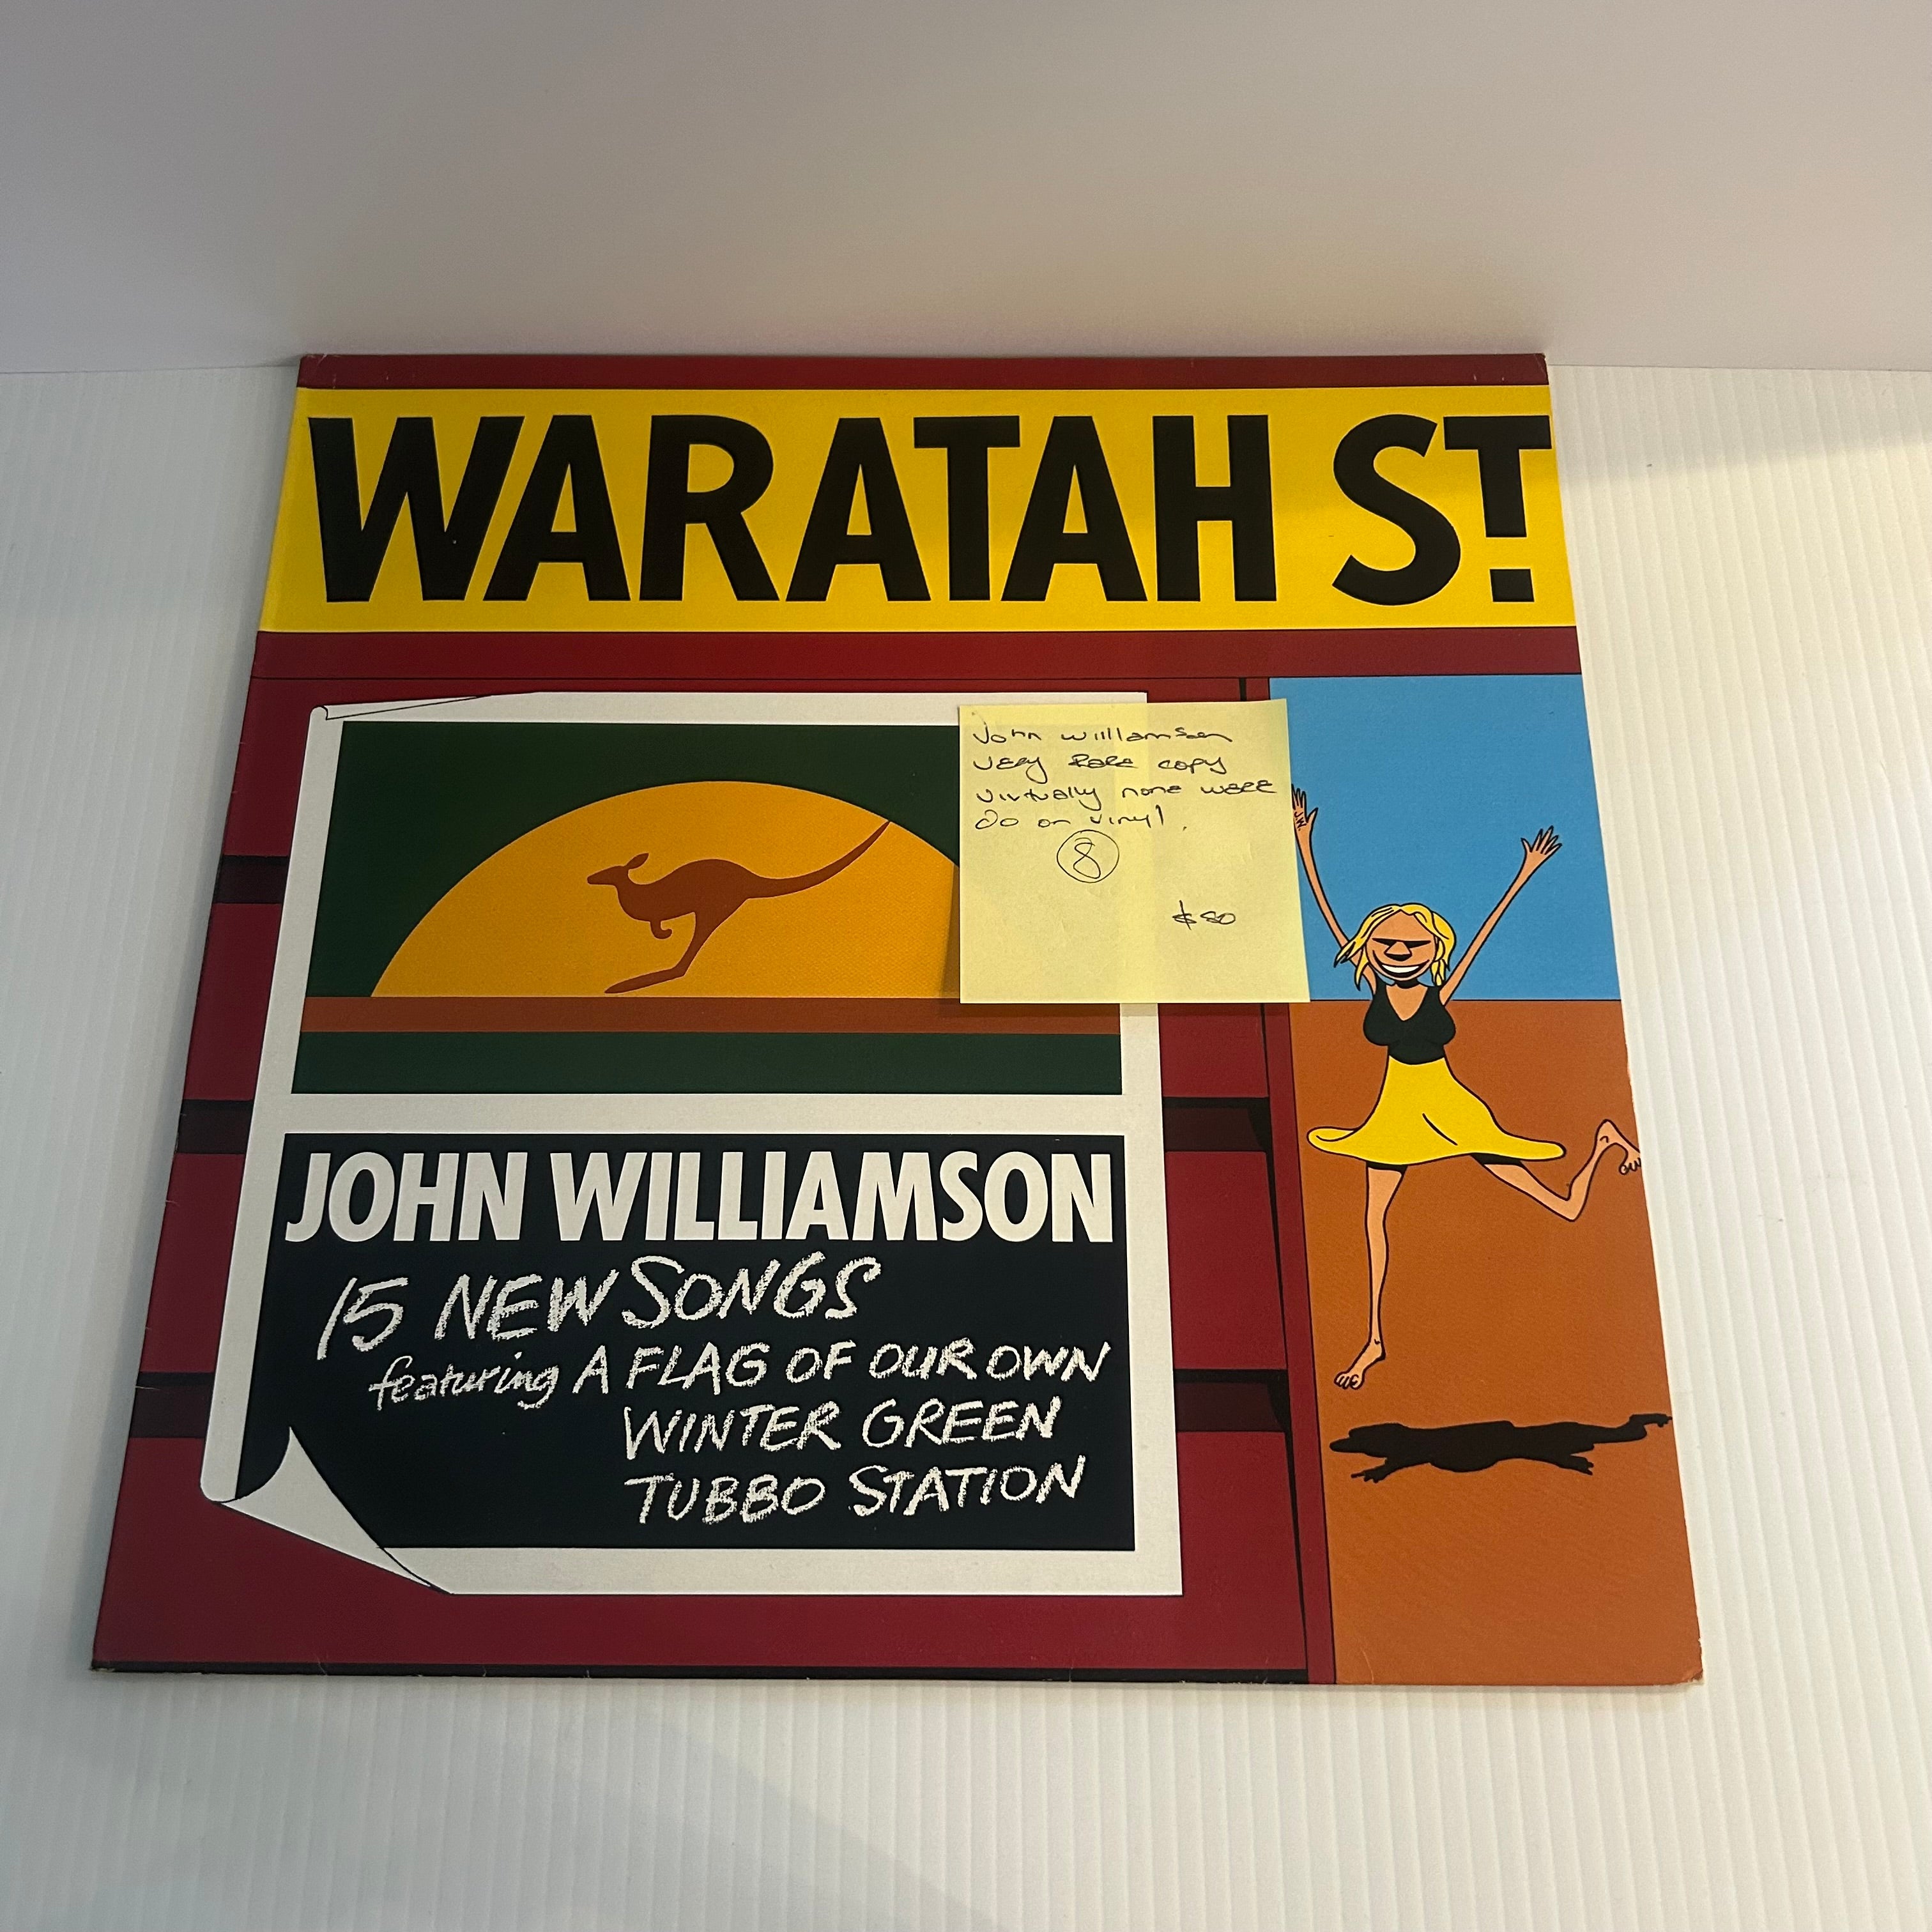 WARATAH ST.
John Williamson
very Rare copy
virtually none were
do on vinyl.
8
$80
JOHN WILLIAMSON
15 NEW SONGS
featuring A FLAG OF OUR OWN
WINTER GREEN
TUBBO STATION